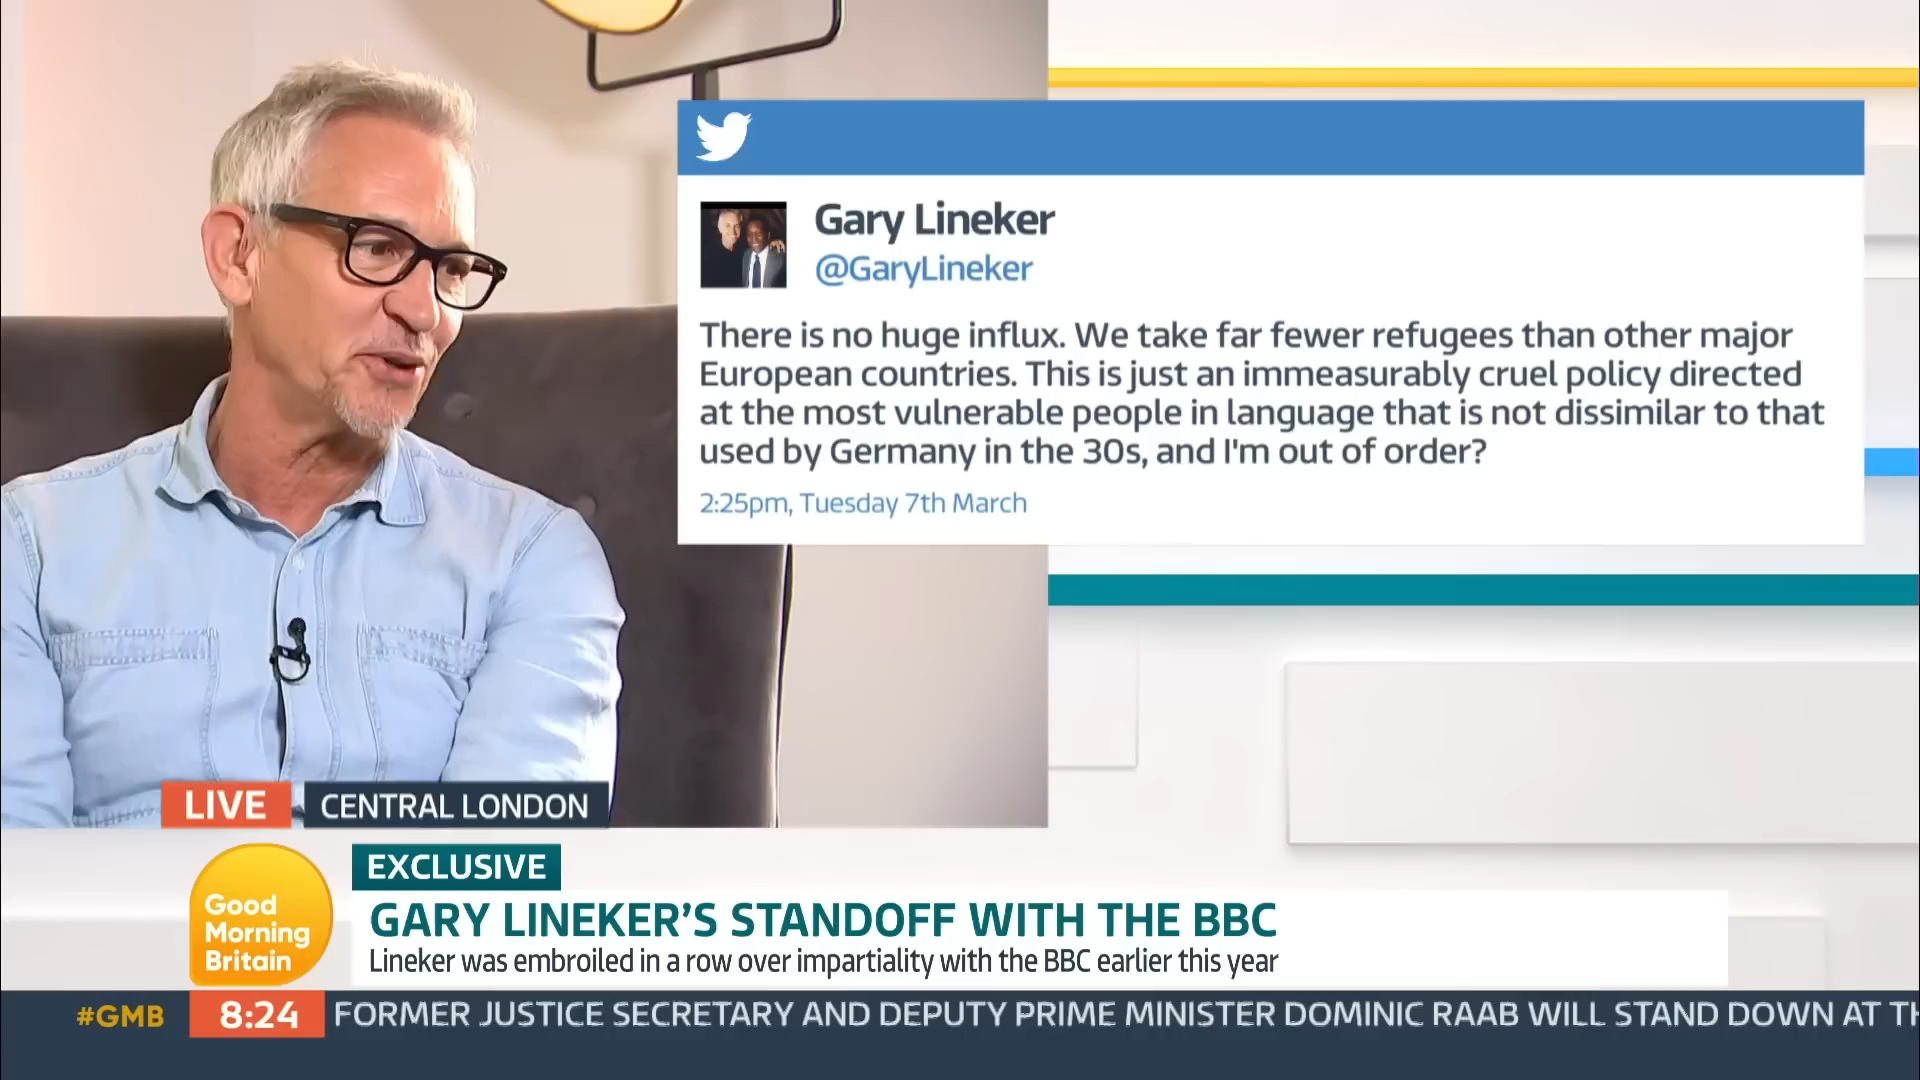 Gary Lineker
@GaryLineker
There is no huge influx. We take far fewer refugees than other major
European countries. This is just an immeasurably cruel policy directed
at the most vulnerable people in language that is not dissimilar to that
used by Germany in the 30s, and I'm out of order?
2:25pm, Tuesday 7th March
LIVE CENTRAL LONDON
EXCLUSIVE
Good
Morning
Britain
GARY LINEKER'S STANDOFF WITH THE BBC
Lineker was embroiled in a row over impartiality with the BBC earlier this year
#GMB 8:24 FORMER JUSTICE SECRETARY AND DEPUTY PRIME MINISTER DOMINIC RAAB WILL STAND DOWN AT TH